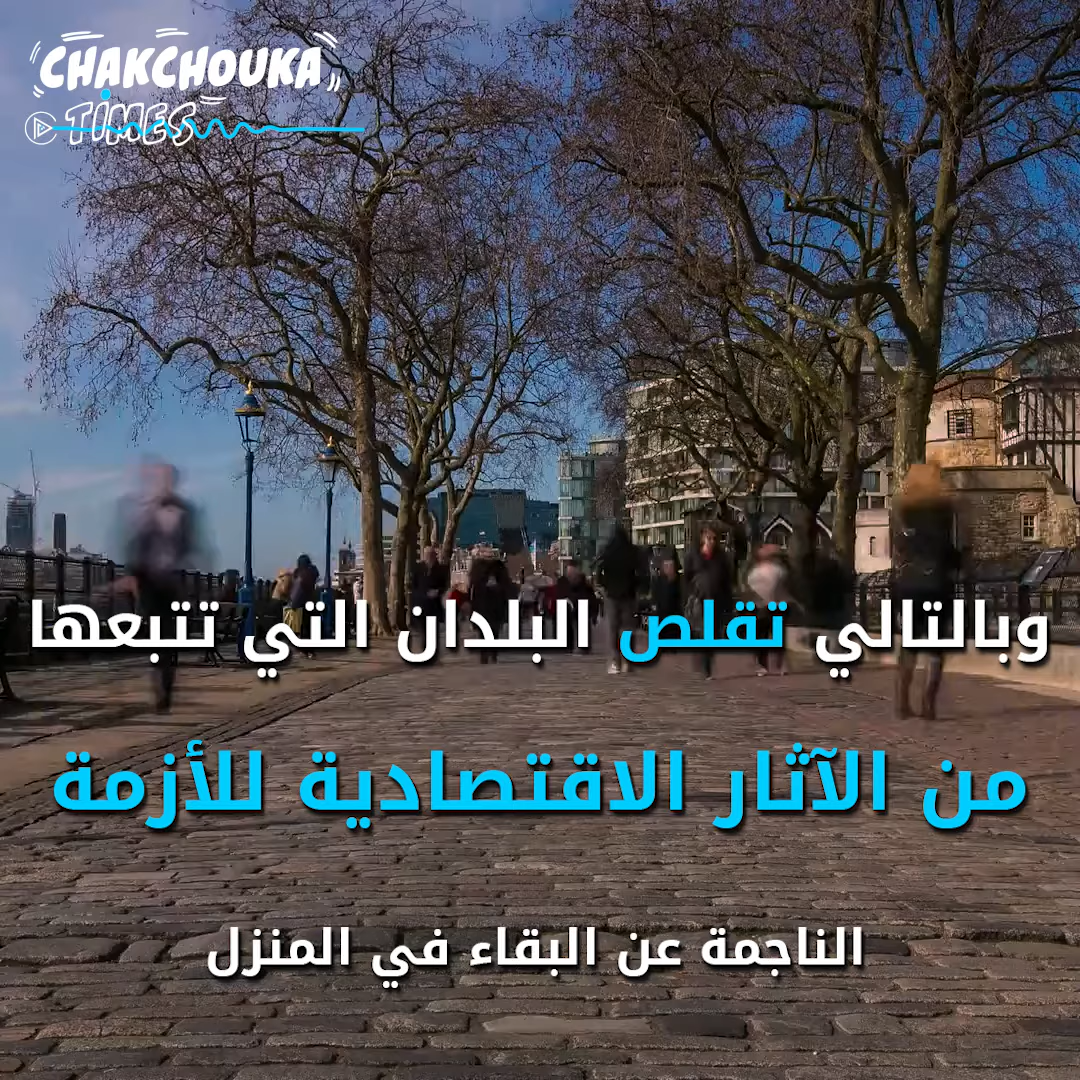 CHAKCHOUKA
TIMES
وبالتالي تقلص البلدان التي تتبعها
من الآثار الاقتصادية للأزمة
الناجمة عن البقاء في المنزل